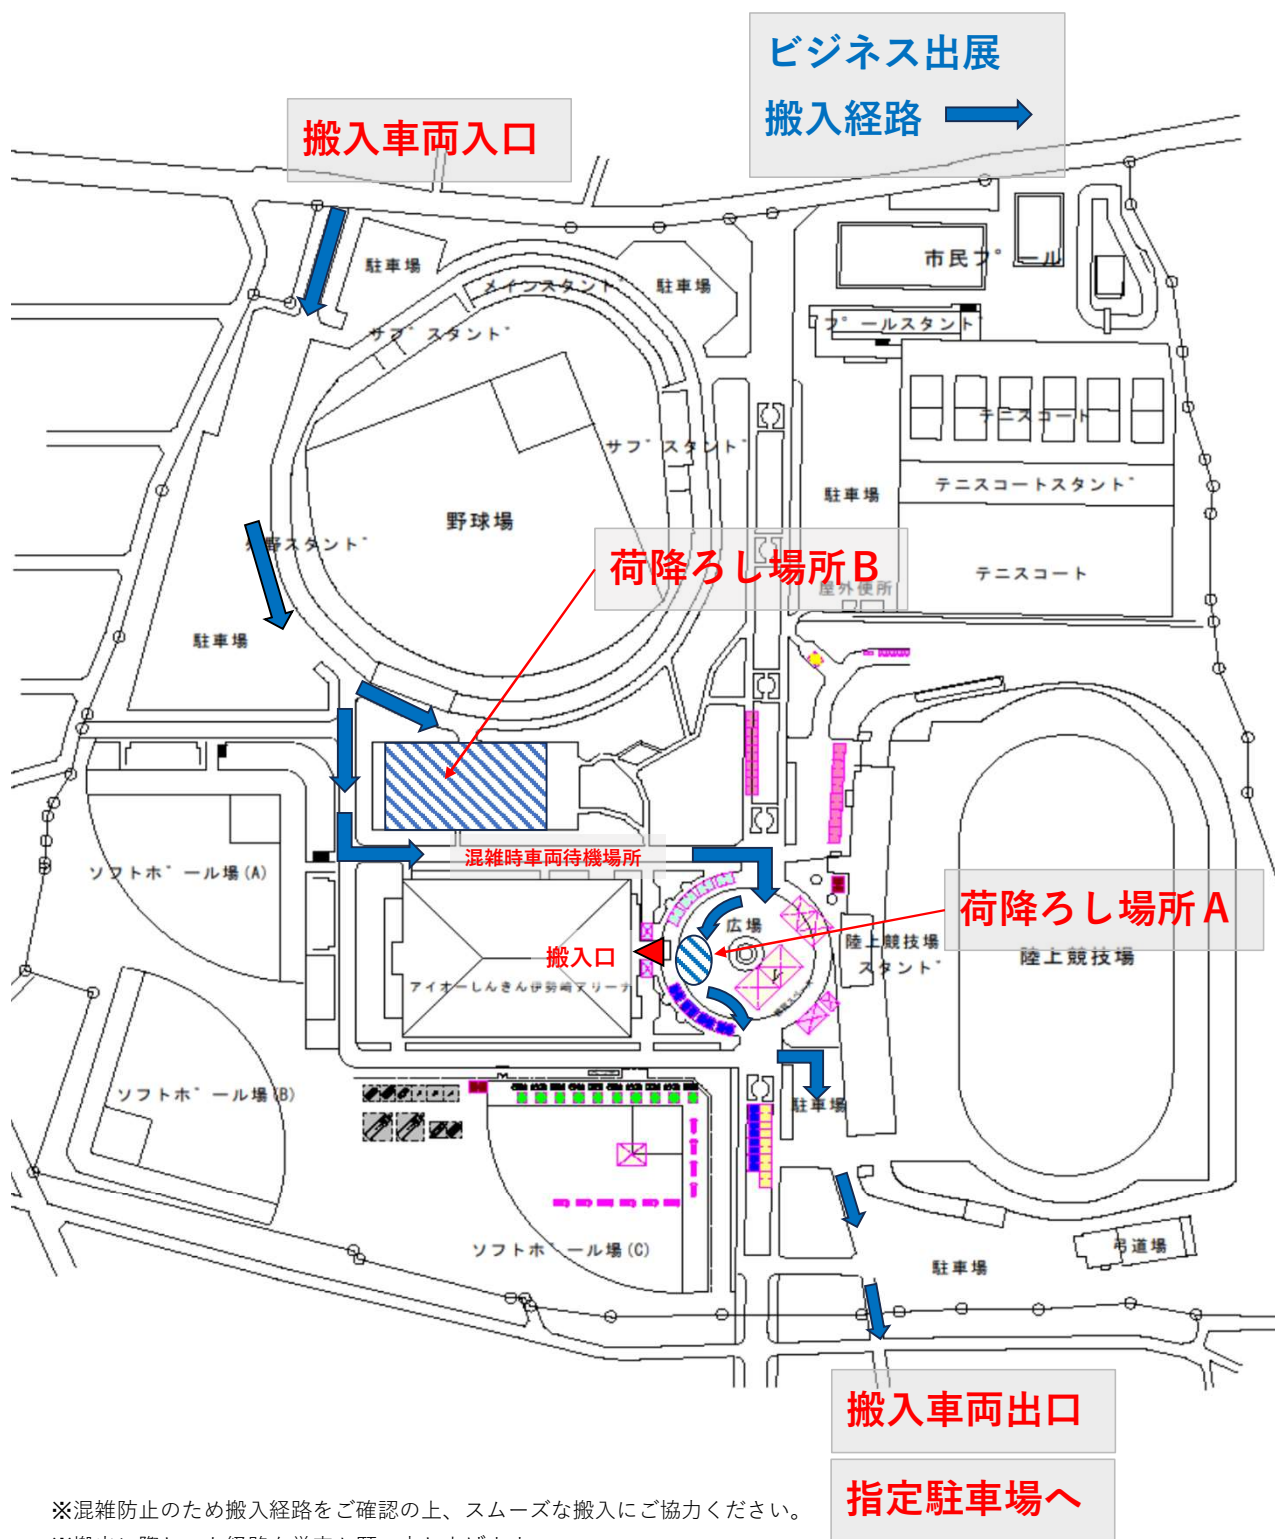 ビジネス出展
搬入経路
搬入車両入口
駐車場
メインスタンド
駐車場
市民プール
サブスタンド
プールスタンド
テニスコート
サブスタンド
テニスコートスタンド
駐車場
野球場
外野スタンド
荷降ろし場所B
屋外便所
テニスコート
駐車場
混雑時車両待機場所
ソフトボール場(A)
荷降ろし場所A
広場
陸上競技場
スタンド
陸上競技場
搬入口
アイオーしんきん伊勢崎アリーナ
ソフトボール場(B)
駐車場
ソフトボール場(C)
弓道場
駐車場
搬入車両出口
指定駐車場へ
※混雑防止のため搬入経路をご確認の上、スムーズな搬入にご協力ください。